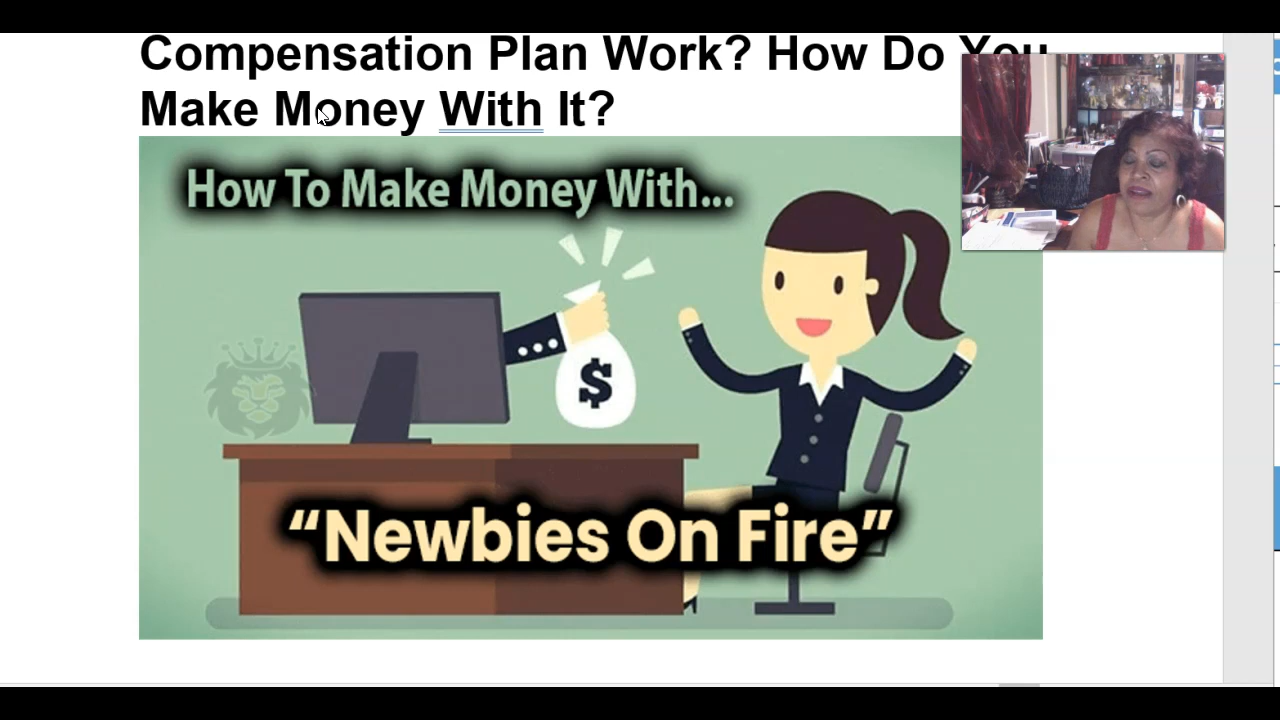 Compensation Plan Work? How Do You
Make Money With It?
How To Make Money With...
$
“Newbies On Fire”